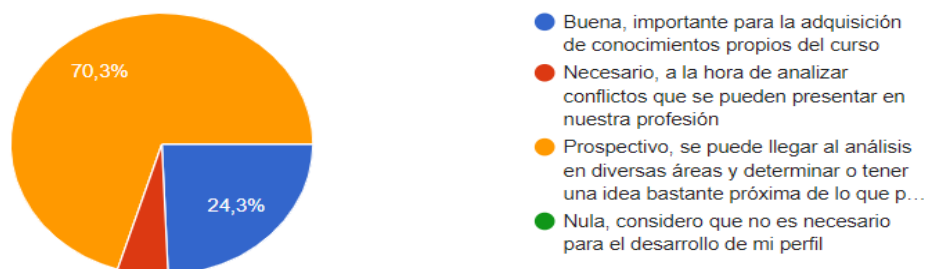 70,3%
24,3%
Buena, importante para la adquisición
de conocimientos propios del curso
Necesario, a la hora de analizar
conflictos que se pueden presentar en
nuestra profesión
Prospectivo, se puede llegar al análisis
en diversas áreas y determinar o tener
una idea bastante próxima de lo que p...
Nula, considero que no es necesario
para el desarrollo de mi perfil